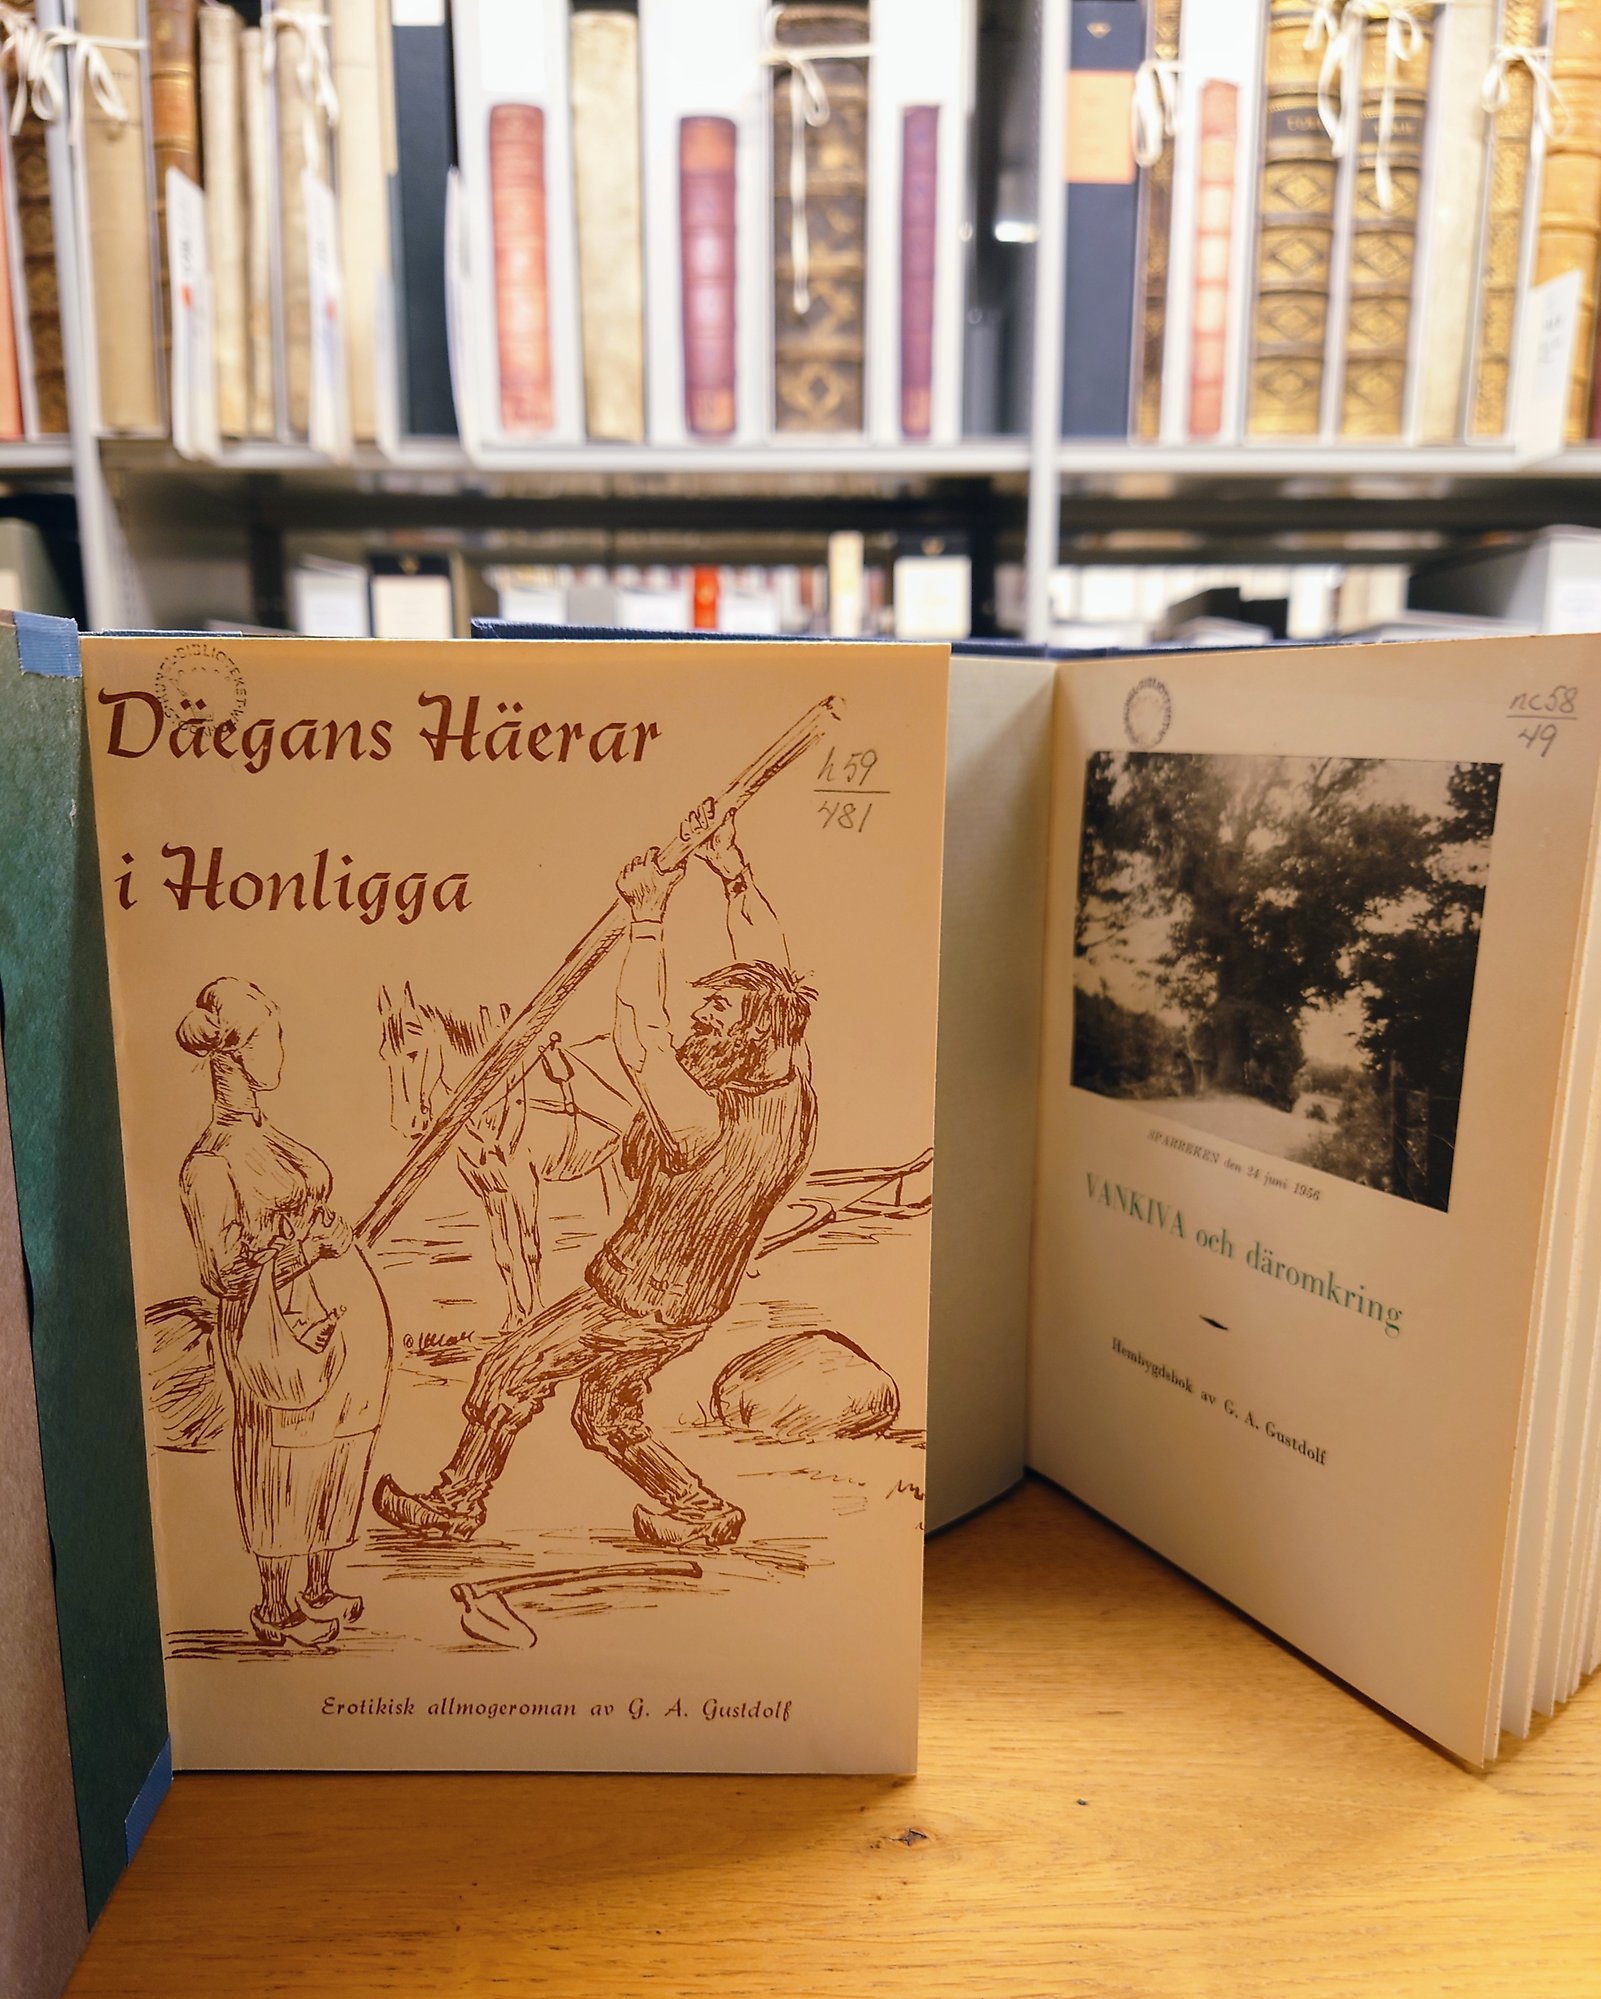 Däegans Häerar
i Honligga
h 59
481
Erotikisk allmogeroman av G. A. Gustdolf
nc58
49
SPARREKEN den 24 juni 1956
VANKIVA och däromkring
Hembygdsbok av G. A. Gustdolf